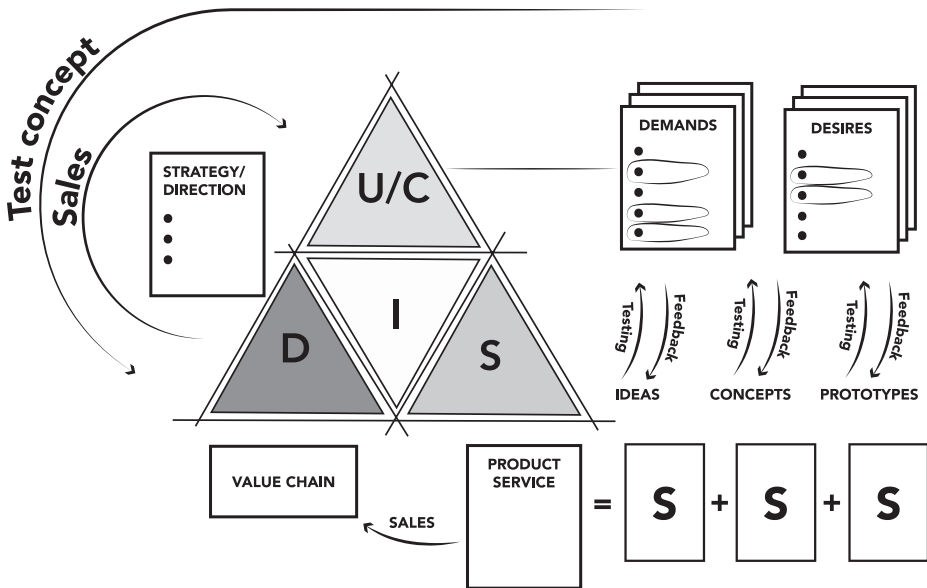 Test concept
Sales
STRATEGY/
DIRECTION
U/C
D
I
S
DEMANDS
DESIRES
Testing
Feedback
Testing
Feedback
Testing
Feedback
IDEAS
CONCEPTS
PROTOTYPES
VALUE CHAIN
SALES
PRODUCT
SERVICE
= S + S + S